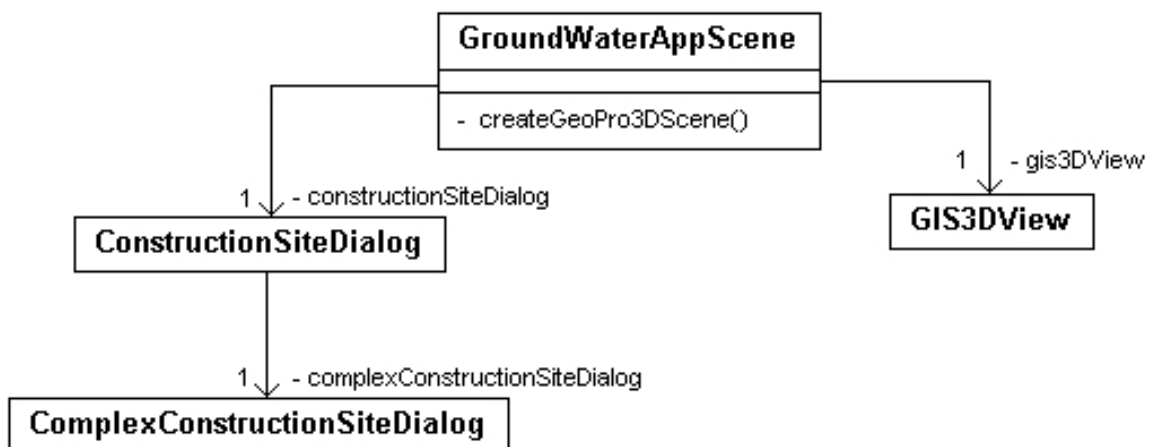 GroundWaterAppScene
- createGeoPro3DScene()
1 - gis3DView
1 - constructionSiteDialog
GIS3DView
ConstructionSiteDialog
1 - complexConstructionSiteDialog
ComplexConstructionSiteDialog